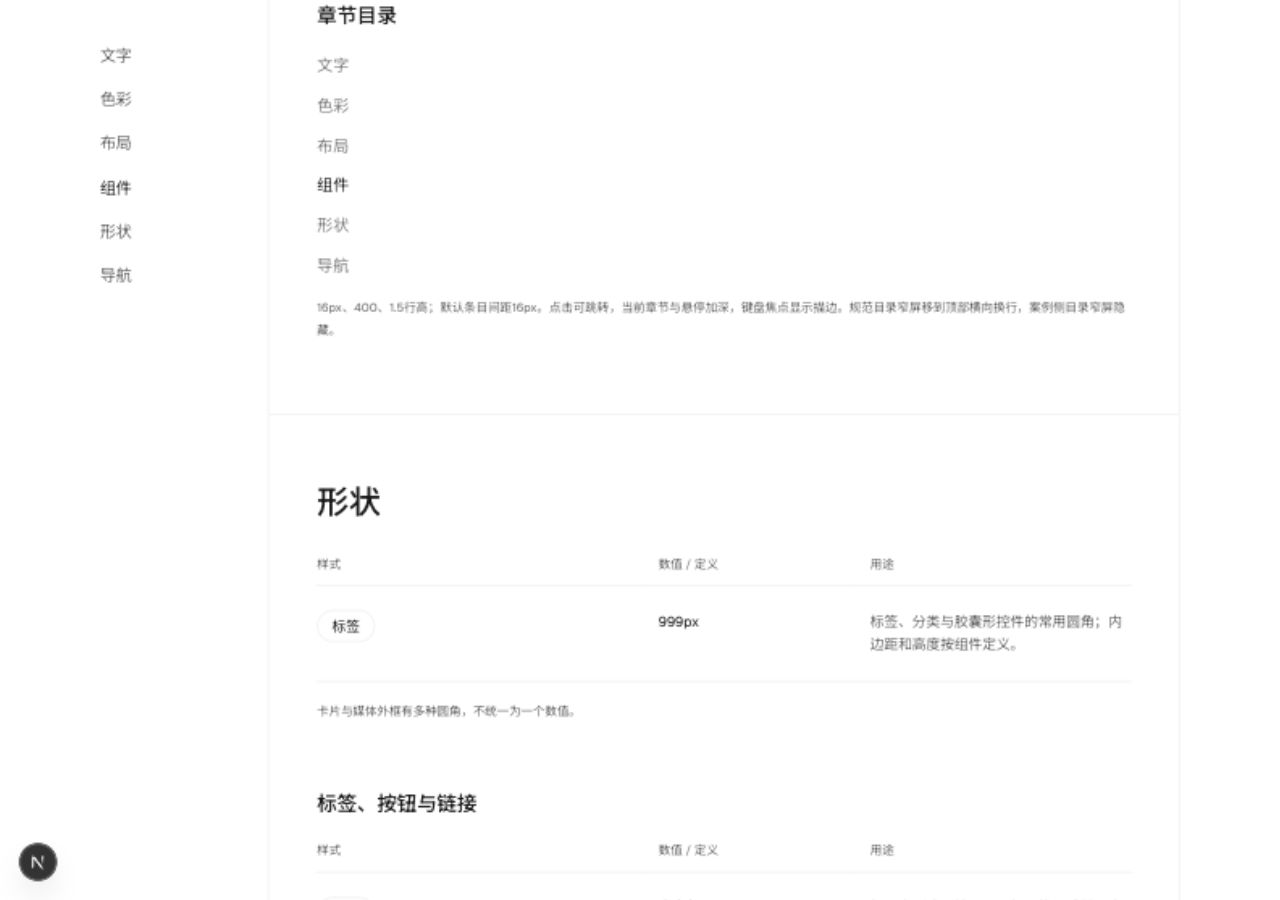 章节目录
文字
色彩
布局
组件
形状
导航
文字
色彩
布局
组件
形状
导航
16px、400、1.5行高；默认条目间距16px。点击可跳转，当前章节与悬停加深，键盘焦点显示描边。规范目录窄屏移到顶部横向换行，案例侧目录窄屏隐
藏。
形状
样式 数值 / 定义 用途
标签 999px 标签、分类与胶囊形控件的常用圆角；内
边距和高度按组件定义。
卡片与媒体外框有多种圆角，不统一为一个数值。
标签、按钮与链接
样式 数值 / 定义 用途
N